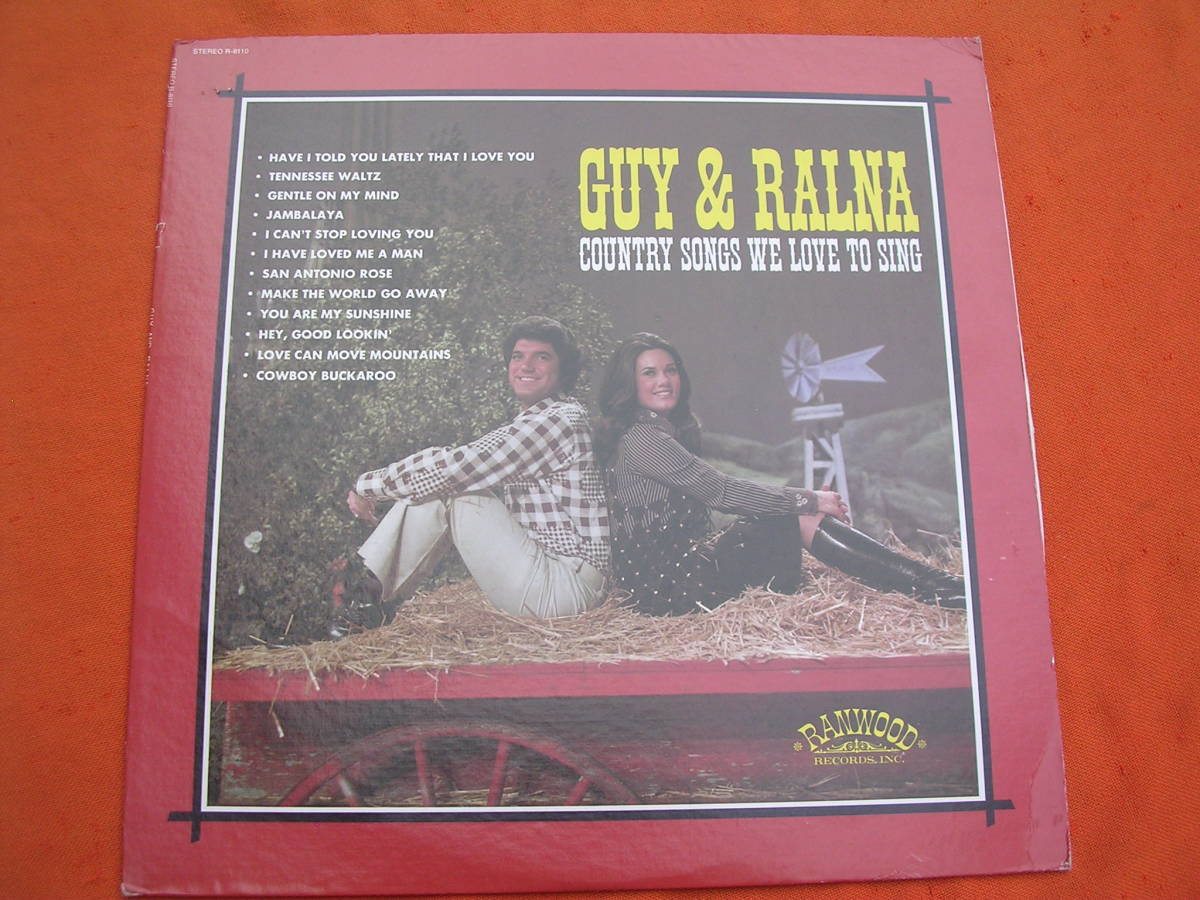 STEREO R-8110
GUY & RALNA
COUNTRY SONGS WE LOVE TO SING
• HAVE I TOLD YOU LATELY THAT I LOVE YOU
• TENNESSEE WALTZ
• GENTLE ON MY MIND
• JAMBALAYA
• I CAN'T STOP LOVING YOU
• I HAVE LOVED ME A MAN
• SAN ANTONIO ROSE
• MAKE THE WORLD GO AWAY
• YOU ARE MY SUNSHINE
• HEY, GOOD LOOKIN'
• LOVE CAN MOVE MOUNTAINS
• COWBOY BUCKAROO
RANWOOD
RECORDS, INC.